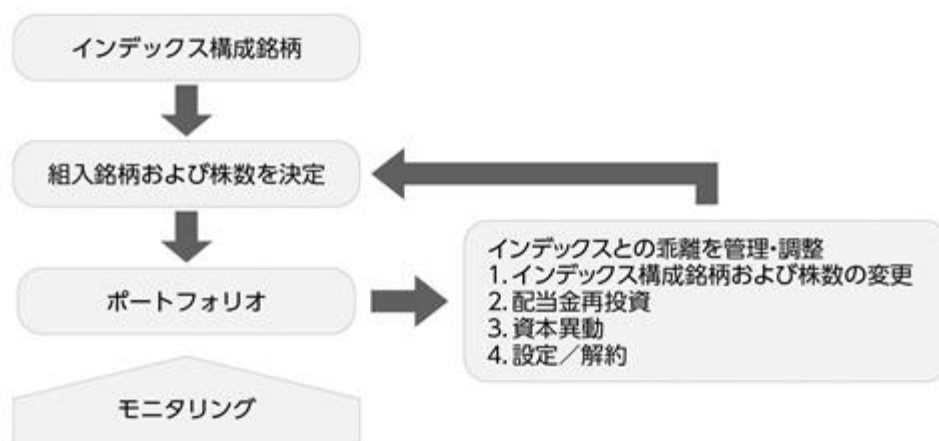 インデックス構成銘柄
組入銘柄および株数を決定
ポートフォリオ
インデックスとの乖離を管理・調整
1. インデックス構成銘柄および株数の変更
2. 配当金再投資
3. 資本異動
4. 設定／解約
モニタリング